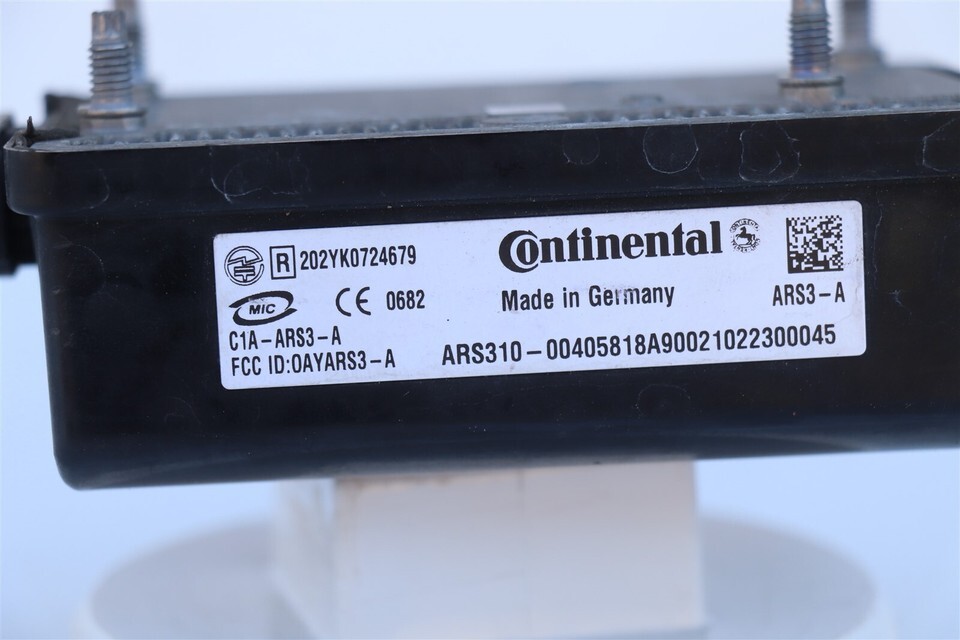 R 202YK0724679
Continental
MIC
CE 0682
Made in Germany
ARS3-A
C1A-ARS3-A
FCC ID:OAYARS3-A
ARS310-00405818A90021022300045